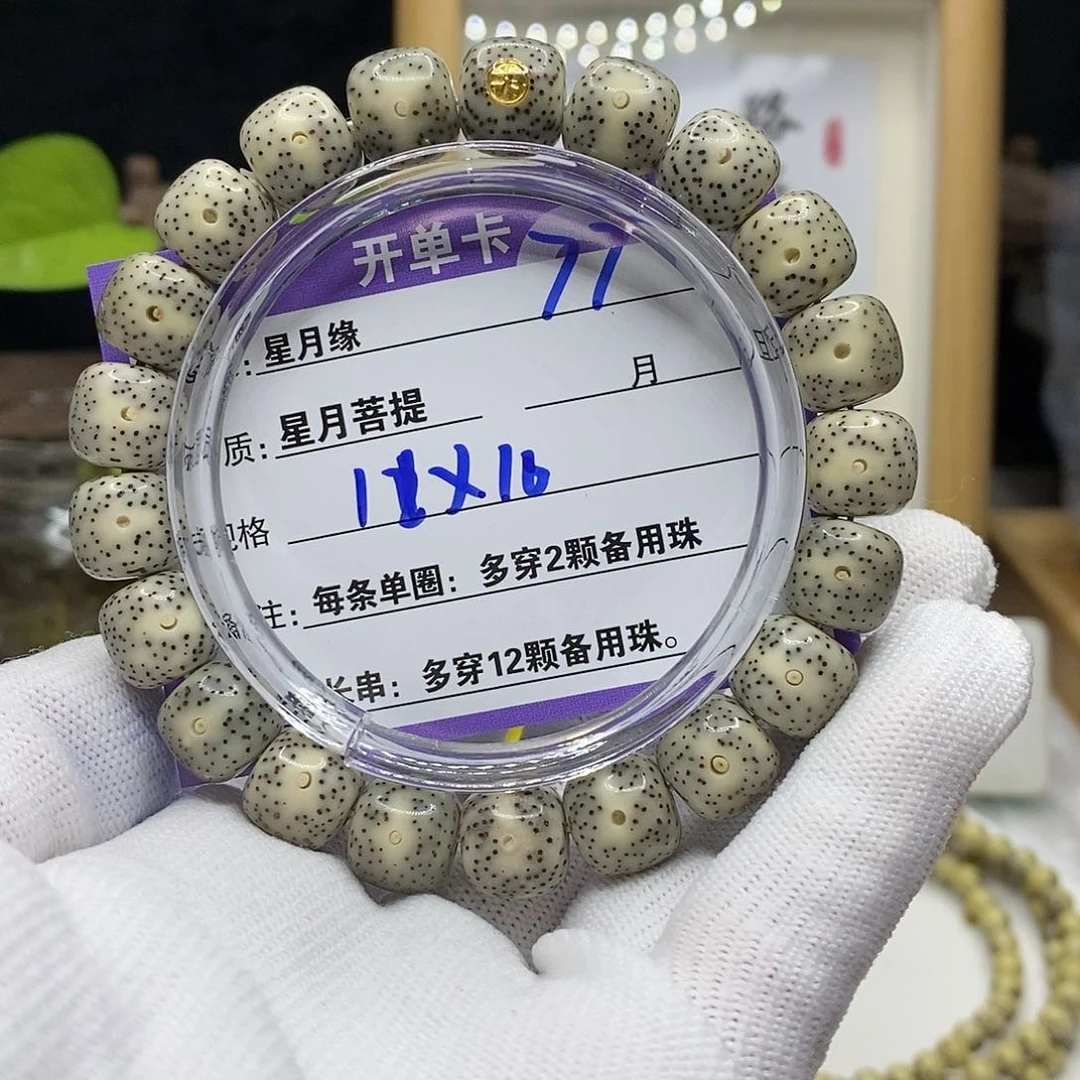 开单卡 77
星月缘
质：星月菩提
月
规格 12X10
注：每条单圈：多穿2颗备用珠
长串：多穿12颗备用珠。